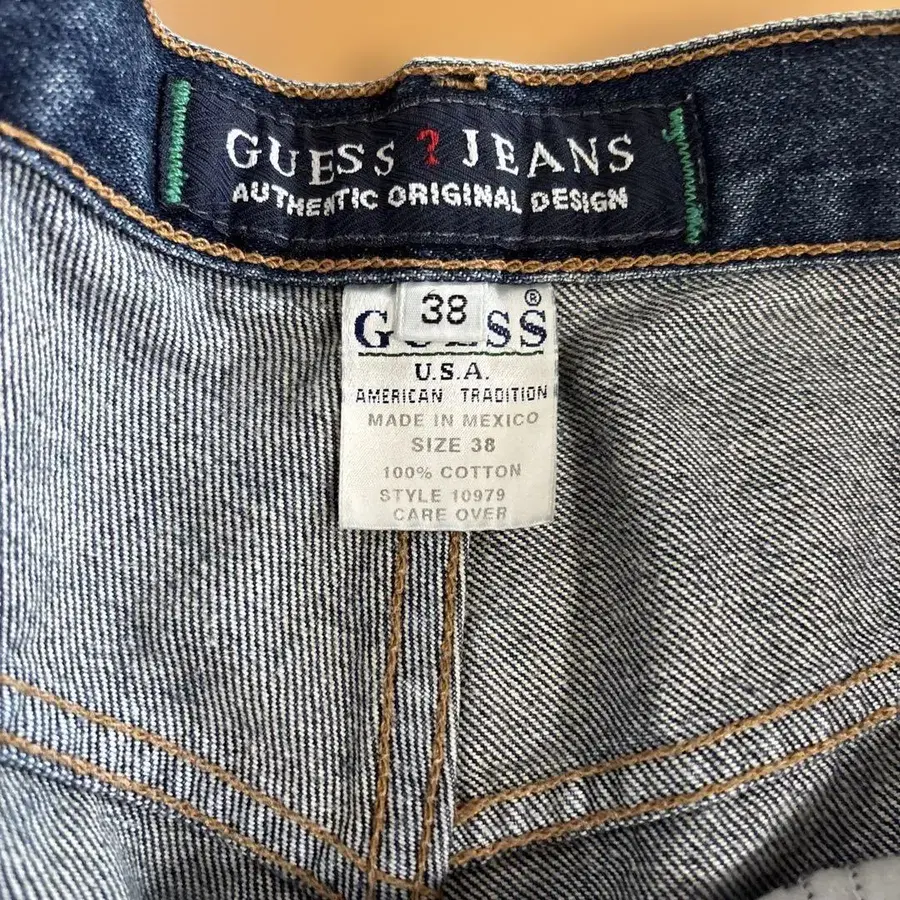 GUESS ? JEANS
AUTHENTIC ORIGINAL DESIGN
38
G SS ®
U.S.A.
AMERICAN TRADITION
MADE IN MEXICO
SIZE 38
100% COTTON
STYLE 10979
CARE OVER